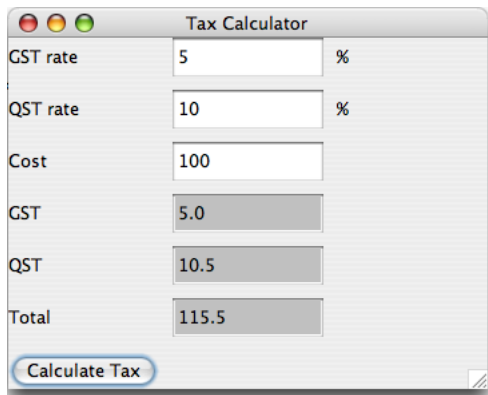 Tax Calculator
GST rate 5 %
QST rate 10 %
Cost 100
GST 5.0
QST 10.5
Total 115.5
Calculate Tax